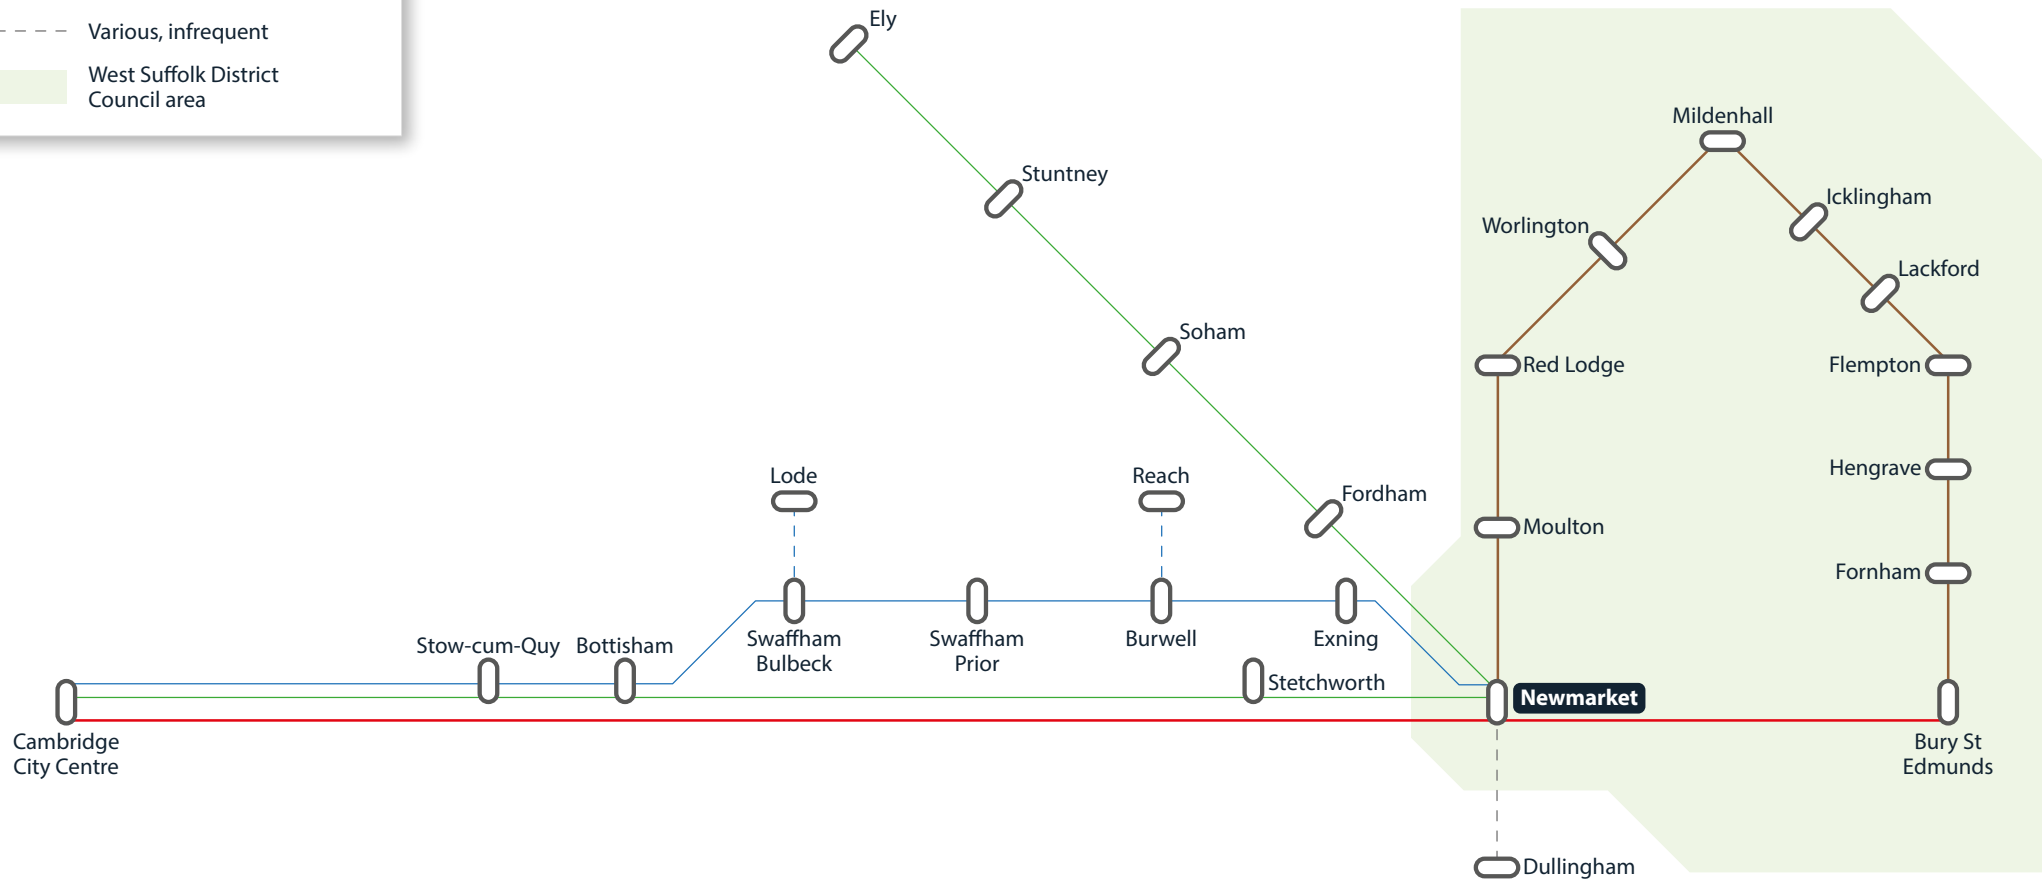 Various, infrequent
West Suffolk District
Council area
Ely
Stuntney
Soham
Fordham
Mildenhall
Icklingham
Worlington
Lackford
Red Lodge
Flempton
Hengrave
Moulton
Fornham
Lode
Reach
Swaffham
Bulbeck
Swaffham
Prior
Burwell
Exning
Stow-cum-Quy
Bottisham
Stetchworth
Newmarket
Cambridge
City Centre
Bury St
Edmunds
Dullingham